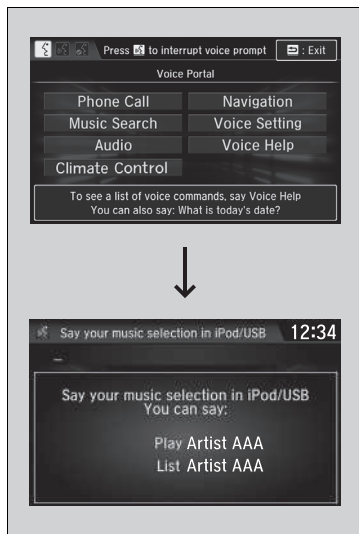 Press to interrupt voice prompt : Exit
Voice Portal
Phone Call Navigation
Music Search Voice Setting
Audio Voice Help
Climate Control
To see a list of voice commands, say Voice Help
You can also say: What is today's date?
Say your music selection in iPod/USB 12:34
Say your music selection in iPod/USB
You can say:
Play Artist AAA
List Artist AAA